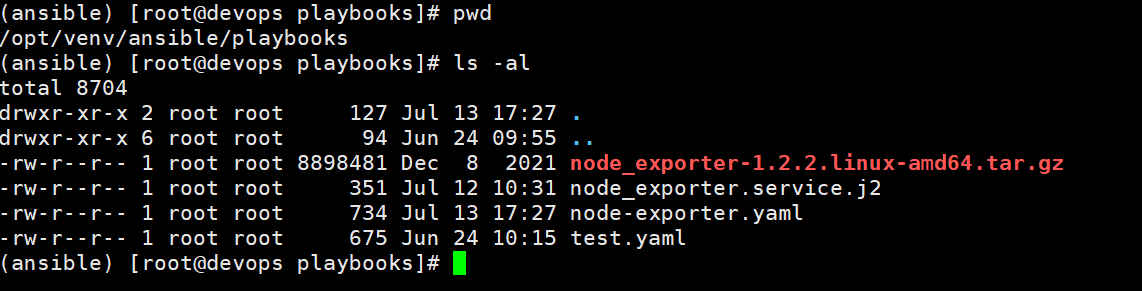 (ansible) [root@devops playbooks]# pwd
/opt/venv/ansible/playbooks
(ansible) [root@devops playbooks]# ls -al
total 8704
drwxr-xr-x 2 root root     127 Jul 13 17:27 .
drwxr-xr-x 6 root root      94 Jun 24 09:55 ..
-rw-r--r-- 1 root root 8898481 Dec  8  2021 node_exporter-1.2.2.linux-amd64.tar.gz
-rw-r--r-- 1 root root     351 Jul 12 10:31 node_exporter.service.j2
-rw-r--r-- 1 root root     734 Jul 13 17:27 node-exporter.yaml
-rw-r--r-- 1 root root     675 Jun 24 10:15 test.yaml
(ansible) [root@devops playbooks]#